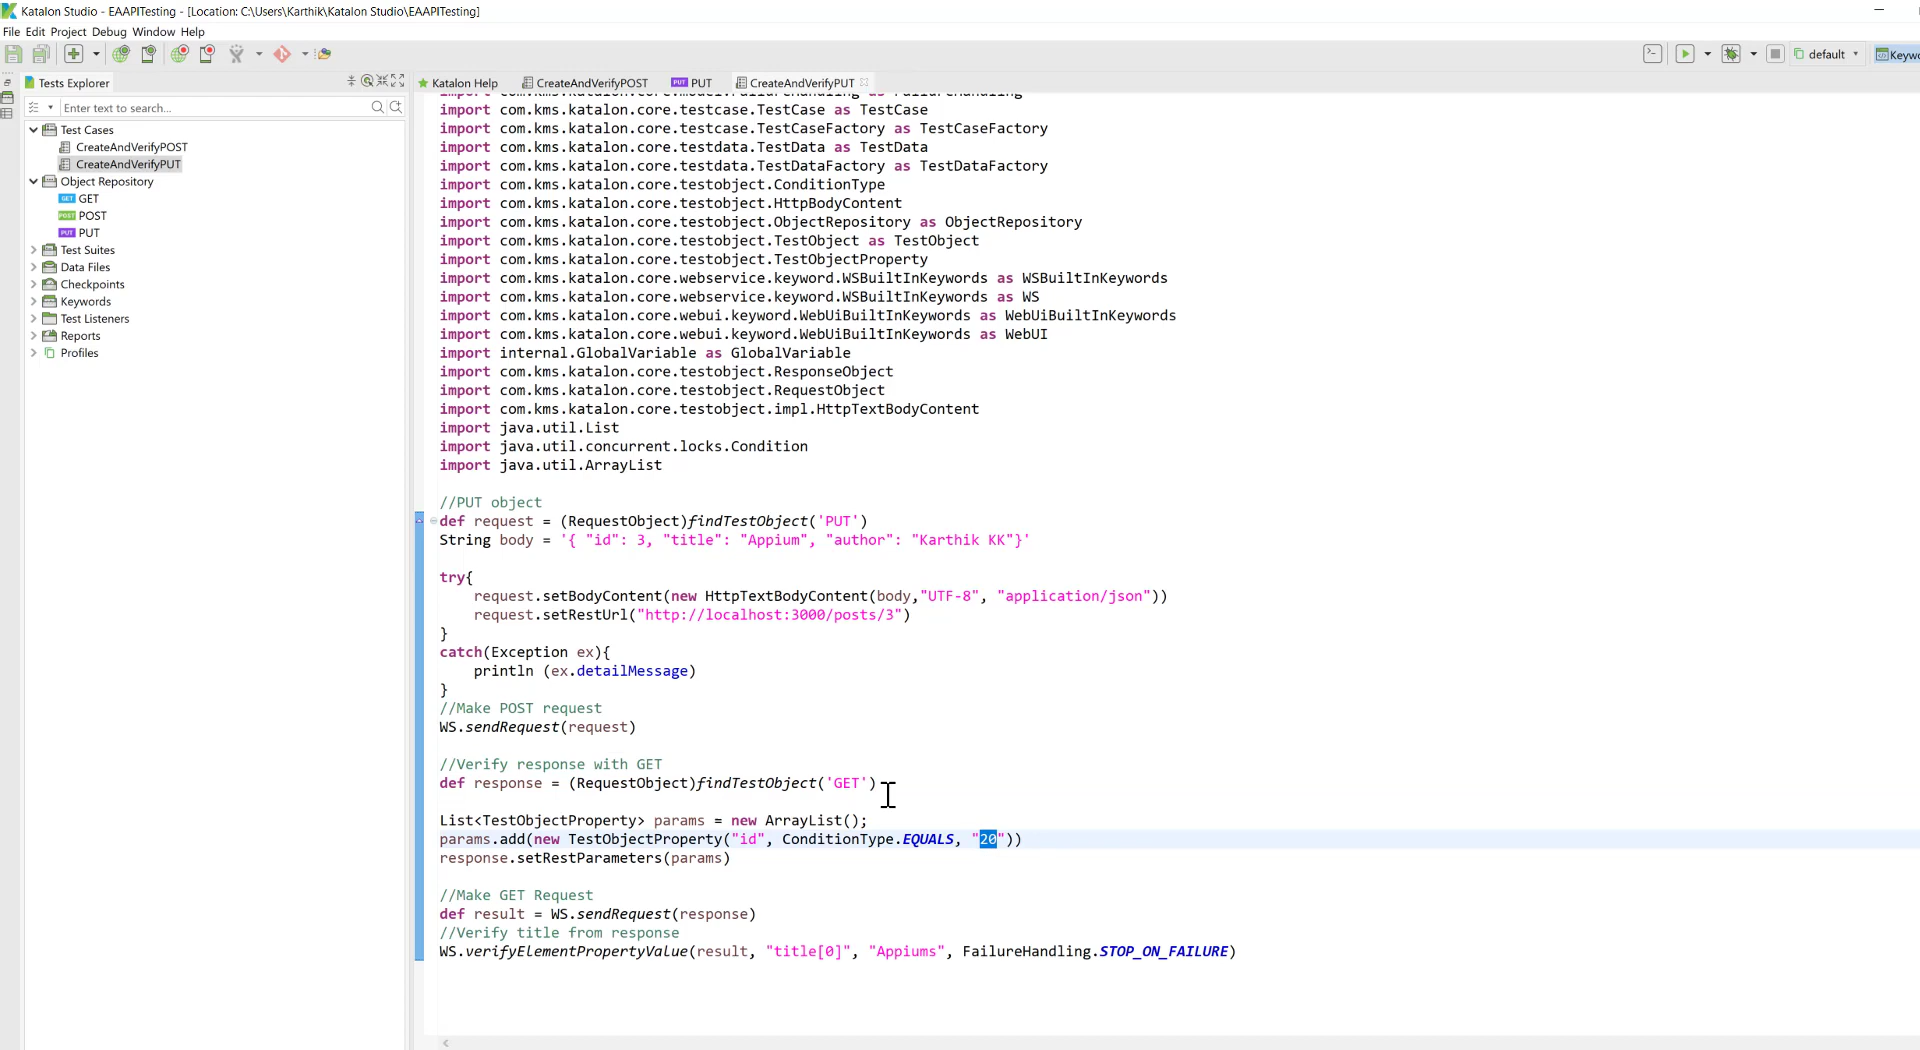 Katalon Studio - EAAPITesting - [Location: C:\Users\Karthik\Katalon Studio\EAAPITesting]
File Edit Project Debug Window Help
default
Keywo
Tests Explorer
Enter text to search...
Test Cases
CreateAndVerifyPOST
CreateAndVerifyPUT
Object Repository
GET GET
POST POST
PUT PUT
Test Suites
Data Files
Checkpoints
Keywords
Test Listeners
Reports
Profiles
Katalon Help CreateAndVerifyPOST PUT PUT CreateAndVerifyPUT
import com.kms.katalon.core.model.FailureHandling as FailureHandling
import com.kms.katalon.core.testcase.TestCase as TestCase
import com.kms.katalon.core.testcase.TestCaseFactory as TestCaseFactory
import com.kms.katalon.core.testdata.TestData as TestData
import com.kms.katalon.core.testdata.TestDataFactory as TestDataFactory
import com.kms.katalon.core.testobject.ConditionType
import com.kms.katalon.core.testobject.HttpBodyContent
import com.kms.katalon.core.testobject.ObjectRepository as ObjectRepository
import com.kms.katalon.core.testobject.TestObject as TestObject
import com.kms.katalon.core.testobject.TestObjectProperty
import com.kms.katalon.core.webservice.keyword.WSBuiltInKeywords as WSBuiltInKeywords
import com.kms.katalon.core.webservice.keyword.WSBuiltInKeywords as WS
import com.kms.katalon.core.webui.keyword.WebUiBuiltInKeywords as WebUiBuiltInKeywords
import com.kms.katalon.core.webui.keyword.WebUiBuiltInKeywords as WebUI
import internal.GlobalVariable as GlobalVariable
import com.kms.katalon.core.testobject.ResponseObject
import com.kms.katalon.core.testobject.RequestObject
import com.kms.katalon.core.testobject.impl.HttpTextBodyContent
import java.util.List
import java.util.concurrent.locks.Condition
import java.util.ArrayList
//PUT object
def request = (RequestObject)findTestObject('PUT')
String body = '{ "id": 3, "title": "Appium", "author": "Karthik KK"}'
try{
request.setBodyContent(new HttpTextBodyContent(body,"UTF-8", "application/json"))
request.setRestUrl("http://localhost:3000/posts/3")
}
catch(Exception ex){
println (ex.detailMessage)
}
//Make POST request
WS.sendRequest(request)
//Verify response with GET
def response = (RequestObject)findTestObject('GET')
List<TestObjectProperty> params = new ArrayList();
params.add(new TestObjectProperty("id", ConditionType.EQUALS, "20"))
response.setRestParameters(params)
//Make GET Request
def result = WS.sendRequest(response)
//Verify title from response
WS.verifyElementPropertyValue(result, "title[0]", "Appiums", FailureHandling.STOP_ON_FAILURE)